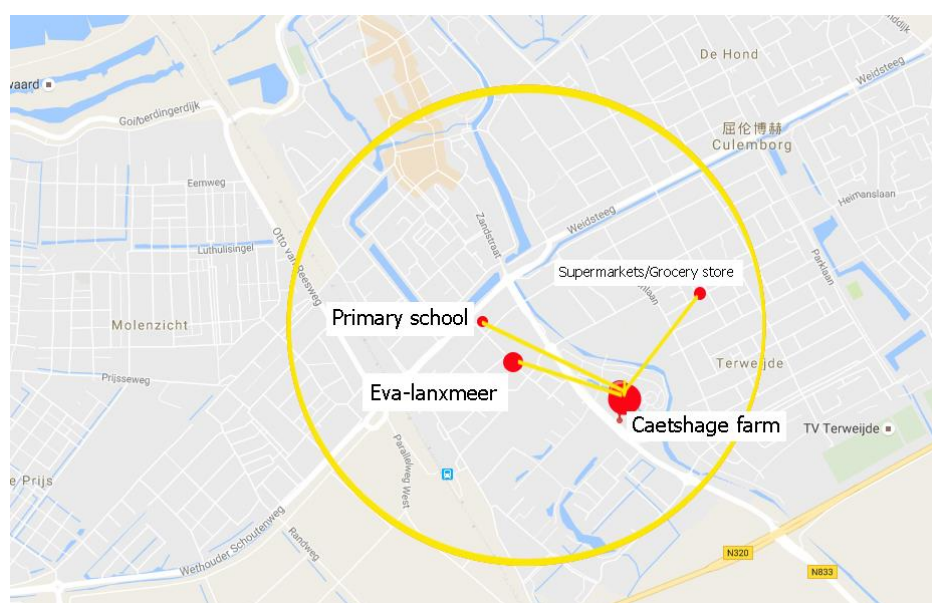 De Hond
Weidsteeg
vaard
Goilberdingerdijk
屈伦博赫
Culemborg
Eemweg
Heimanslaan
Weidsteeg
Zandstraat
Otto van Reesweg
Luthulisingel
Parklaan
Supermarkets/Grocery store
laan
Primary school
Molenzicht
Terweijde
Prijsseweg
Eva-lanxmeer
Caetshage farm
TV Terweijde
Parallelweg West
e Prijs
Randweg
N320
Wethouder Schoutenweg
N833